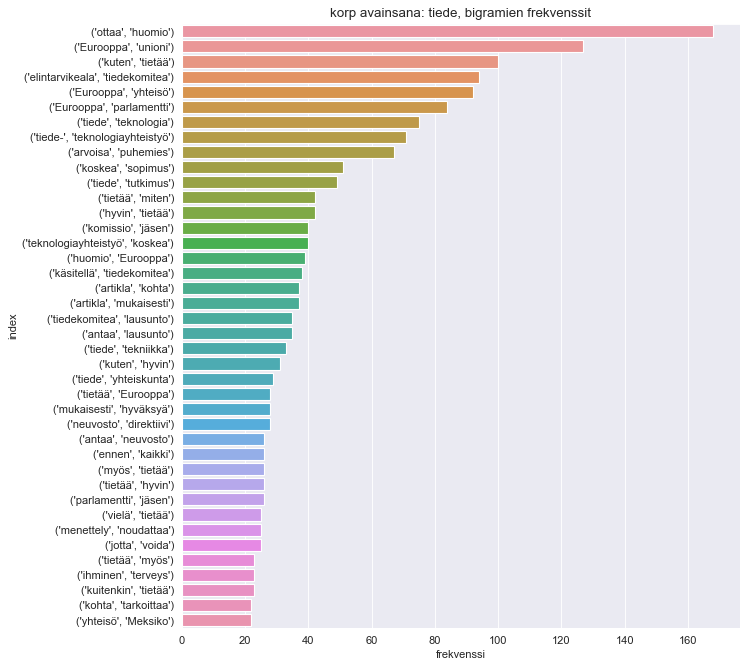 korp avainsana: tiede, bigramien frekvenssit
('ottaa', 'huomio')
('Eurooppa', 'unioni')
('kuten', 'tietää')
('elintarvikeala', 'tiedekomitea')
('Eurooppa', 'yhteisö')
('Eurooppa', 'parlamentti')
('tiede', 'teknologia')
('tiede-', 'teknologiayhteistyö')
('arvoisa', 'puhemies')
('koskea', 'sopimus')
('tiede', 'tutkimus')
('tietää', 'miten')
('hyvin', 'tietää')
('komissio', 'jäsen')
('teknologiayhteistyö', 'koskea')
('huomio', 'Eurooppa')
('käsitellä', 'tiedekomitea')
('artikla', 'kohta')
('artikla', 'mukaisesti')
('tiedekomitea', 'lausunto')
('antaa', 'lausunto')
('tiede', 'tekniikka')
('kuten', 'hyvin')
('tiede', 'yhteiskunta')
('tietää', 'Eurooppa')
('mukaisesti', 'hyväksyä')
('neuvosto', 'direktiivi')
('antaa', 'neuvosto')
('ennen', 'kaikki')
('myös', 'tietää')
('tietää', 'hyvin')
('parlamentti', 'jäsen')
('vielä', 'tietää')
('menettely', 'noudattaa')
('jotta', 'voida')
('tietää', 'myös')
('ihminen', 'terveys')
('kuitenkin', 'tietää')
('kohta', 'tarkoittaa')
('yhteisö', 'Meksiko')
index
0 20 40 60 80 100 120 140 160
frekvenssi